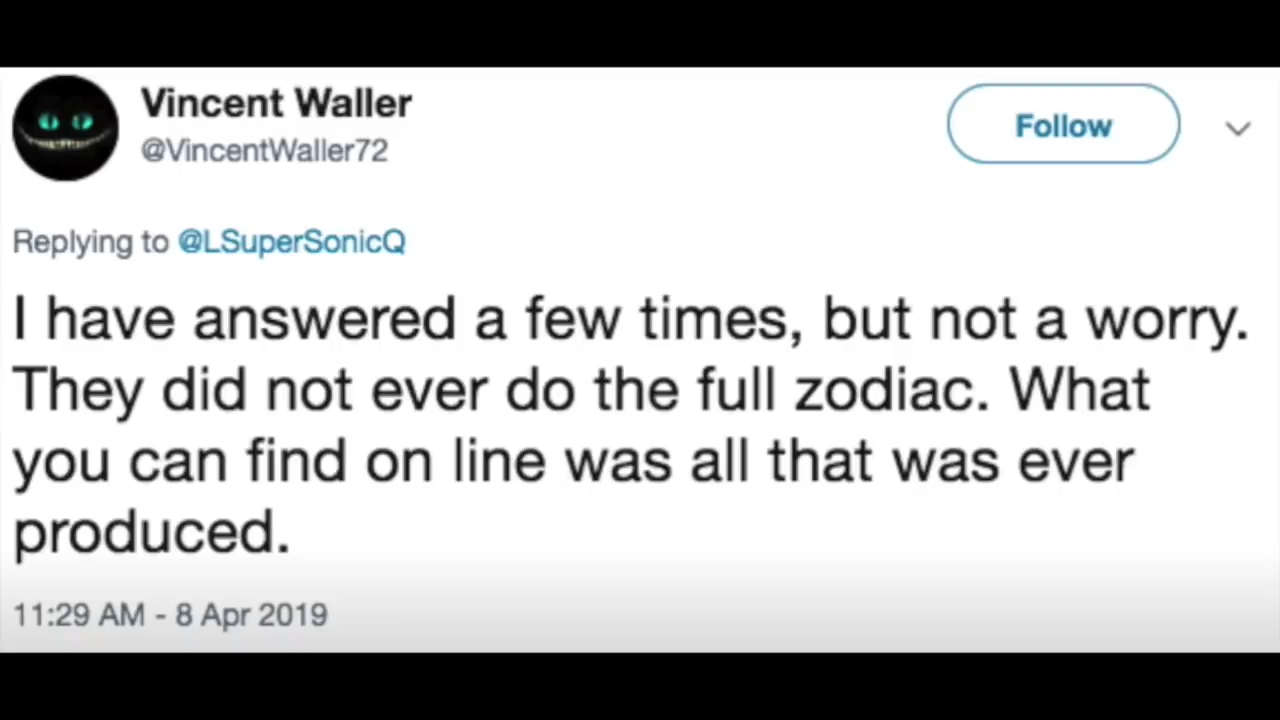 Vincent Waller
@VincentWaller72
Follow
Replying to @LSuperSonicQ
I have answered a few times, but not a worry.
They did not ever do the full zodiac. What
you can find on line was all that was ever
produced.
11:29 AM - 8 Apr 2019